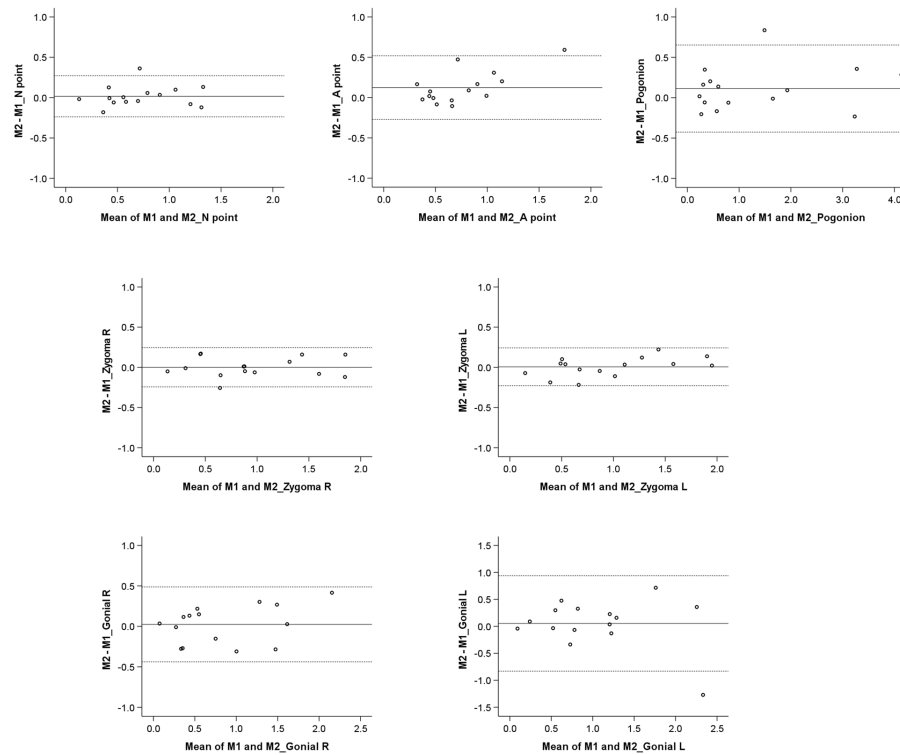 1.0
0.5
0.0
-0.5
-1.0
M2 - M1_N point
0.0 0.5 1.0 1.5 2.0
Mean of M1 and M2_N point
1.0
0.5
0.0
-0.5
-1.0
M2 - M1_A point
0.0 0.5 1.0 1.5 2.0
Mean of M1 and M2_A point
1.0
0.5
0.0
-0.5
-1.0
M2 - M1_Pogonion
0.0 1.0 2.0 3.0 4.0
Mean of M1 and M2_Pogonion
1.0
0.5
0.0
-0.5
-1.0
M2 - M1_Zygoma R
0.0 0.5 1.0 1.5 2.0
Mean of M1 and M2_Zygoma R
1.0
0.5
0.0
-0.5
-1.0
M2 - M1_Zygoma L
0.0 0.5 1.0 1.5 2.0
Mean of M1 and M2_Zygoma L
1.0
0.5
0.0
-0.5
-1.0
M2 - M1_Gonial R
0.0 0.5 1.0 1.5 2.0 2.5
Mean of M1 and M2_Gonial R
1.5
1.0
0.5
0.0
-0.5
-1.0
-1.5
M2 - M1_Gonial L
0.0 0.5 1.0 1.5 2.0 2.5
Mean of M1 and M2_Gonial L